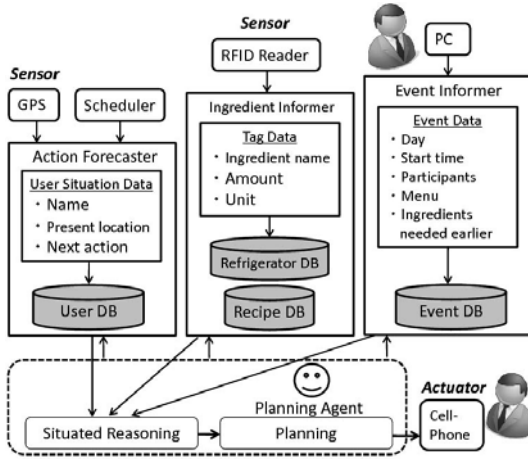 Sensor
GPS
Scheduler
Action Forecaster
User Situation Data
・ Name
・ Present location
・ Next action
User DB
Sensor
RFID Reader
Ingredient Informer
Tag Data
・ Ingredient name
・ Amount
・ Unit
Refrigerator DB
Recipe DB
PC
Event Informer
Event Data
・ Day
・ Start time
・ Participants
・ Menu
・ Ingredients
needed earlier
Event DB
Planning Agent
Situated Reasoning
Planning
Actuator
Cell-
Phone